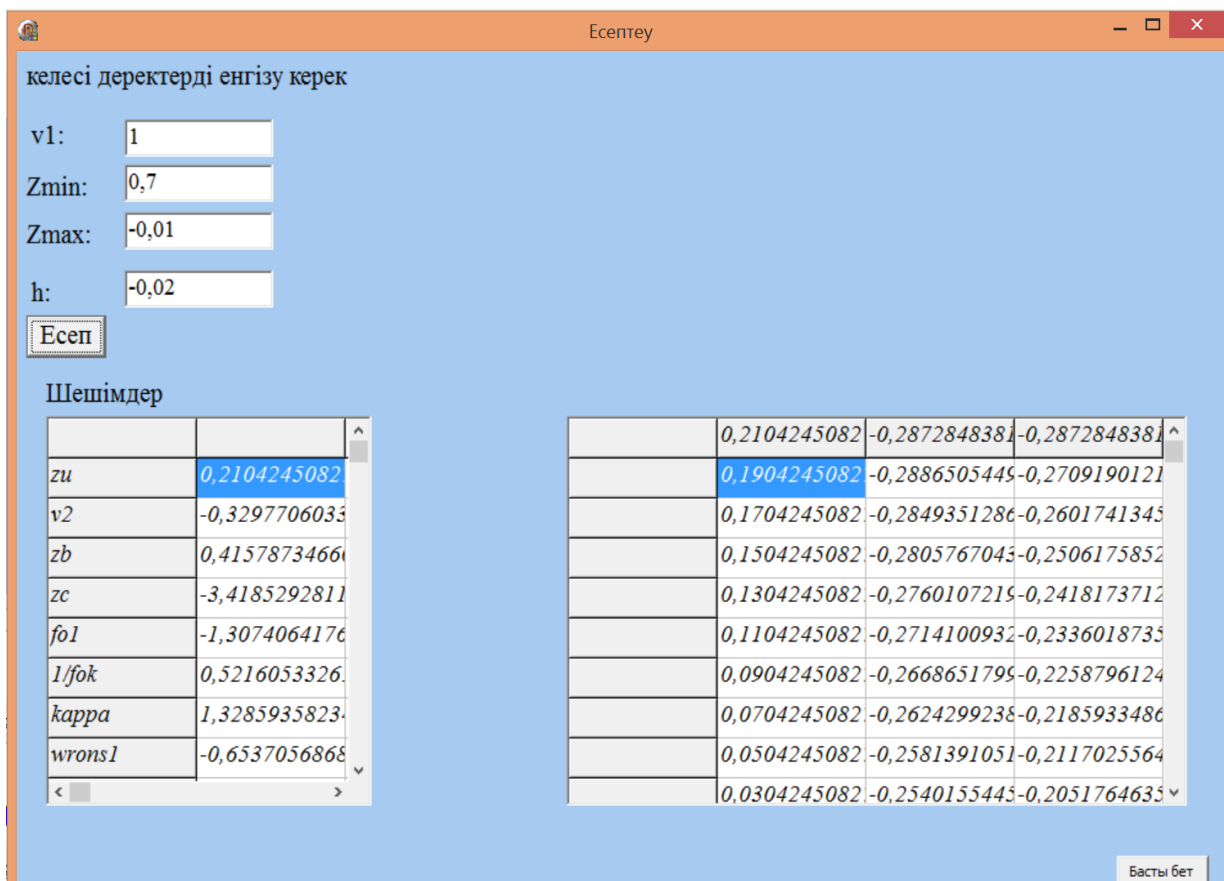 Есептеу
келесі деректерді енгізу керек
v1: 1
Zmin: 0,7
Zmax: -0,01
h: -0,02
Есеп
Шешімдер
zu 0,2104245082
v2 -0,3297706033
zb 0,4157873466
zc -3,4185292811
fo1 -1,3074064176
1/fok 0,5216053326
kappa 1,3285935823
wrons1 -0,6537056868
0,2104245082 -0,2872848381 -0,2872848381
0,1904245082 -0,2886505449 -0,2709190121
0,1704245082 -0,2849351286 -0,2601741345
0,1504245082 -0,2805767043 -0,2506175852
0,1304245082 -0,2760107219 -0,2418173712
0,1104245082 -0,2714100932 -0,2336018735
0,0904245082 -0,2668651799 -0,2258796124
0,0704245082 -0,2624299238 -0,2185933486
0,0504245082 -0,2581391051 -0,2117025564
0,0304245082 -0,2540155445 -0,2051764635
Басты бет